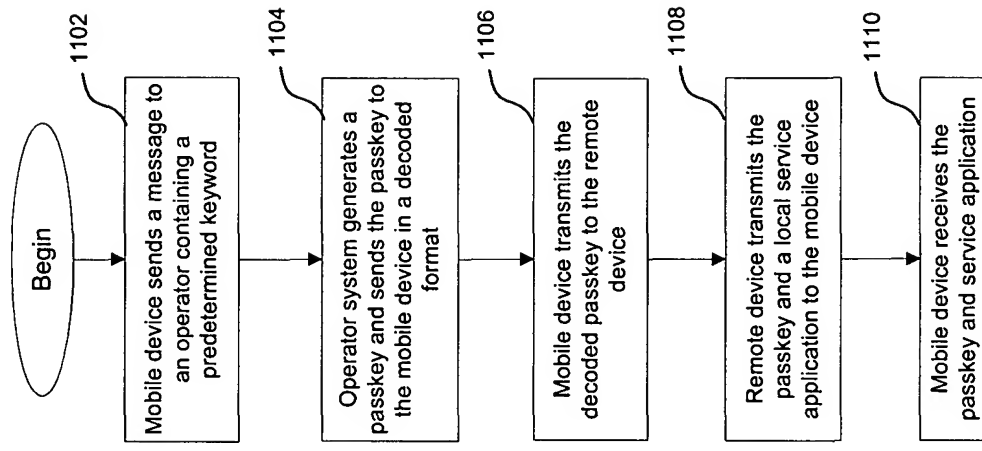 Begin
1102
Mobile device sends a message to
an operator containing a
predetermined keyword
1104
Operator system generates a
passkey and sends the passkey to
the mobile device in a decoded
format
1106
Mobile device transmits the
decoded passkey to the remote
device
1108
Remote device transmits the
passkey and a local service
application to the mobile device
1110
Mobile device receives the
passkey and service application